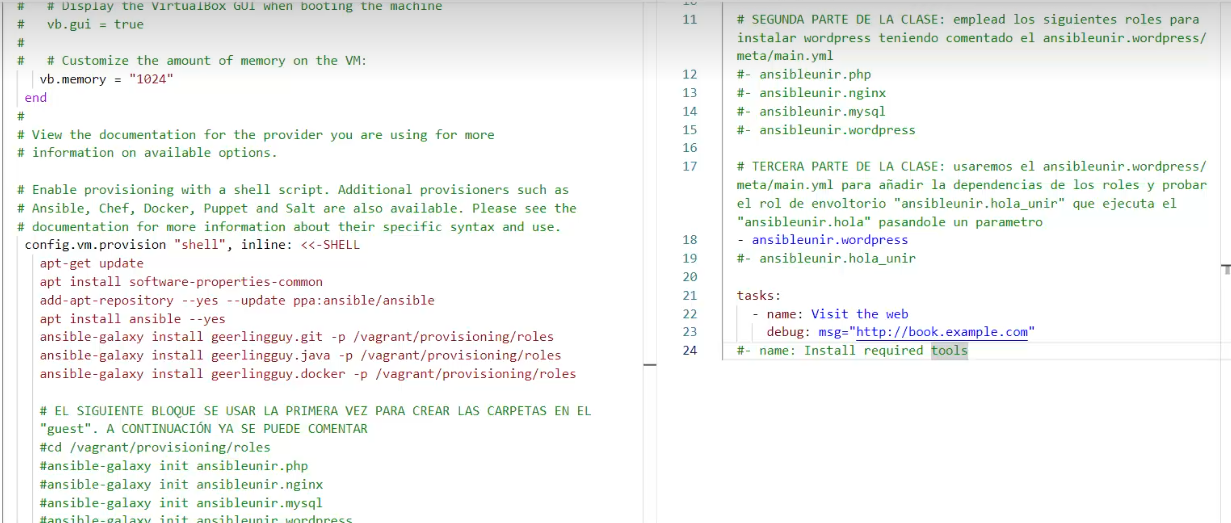 #   # Display the VirtualBox GUI when booting the machine
#   vb.gui = true
#
#   # Customize the amount of memory on the VM:
vb.memory = "1024"
end
#
# View the documentation for the provider you are using for more
# information on available options.
# Enable provisioning with a shell script. Additional provisioners such as
# Ansible, Chef, Docker, Puppet and Salt are also available. Please see the
# documentation for more information about their specific syntax and use.
config.vm.provision "shell", inline: <<-SHELL
apt-get update
apt install software-properties-common
add-apt-repository --yes --update ppa:ansible/ansible
apt install ansible --yes
ansible-galaxy install geerlingguy.git -p /vagrant/provisioning/roles
ansible-galaxy install geerlingguy.java -p /vagrant/provisioning/roles
ansible-galaxy install geerlingguy.docker -p /vagrant/provisioning/roles
# EL SIGUIENTE BLOQUE SE USAR LA PRIMERA VEZ PARA CREAR LAS CARPETAS EN EL
"guest". A CONTINUACIÓN YA SE PUEDE COMENTAR
#cd /vagrant/provisioning/roles
#ansible-galaxy init ansibleunir.php
#ansible-galaxy init ansibleunir.nginx
#ansible-galaxy init ansibleunir.mysql
#ansible-galaxy init ansibleunir.wordpress
10
11 # SEGUNDA PARTE DE LA CLASE: emplead los siguientes roles para
instalar wordpress teniendo comentado el ansibleunir.wordpress/
meta/main.yml
12 #- ansibleunir.php
13 #- ansibleunir.nginx
14 #- ansibleunir.mysql
15 #- ansibleunir.wordpress
16
17 # TERCERA PARTE DE LA CLASE: usaremos el ansibleunir.wordpress/
meta/main.yml para añadir la dependencias de los roles y probar
el rol de envoltorio "ansibleunir.hola_unir" que ejecuta el
"ansibleunir.hola" pasandole un parametro
18 - ansibleunir.wordpress
19 #- ansibleunir.hola_unir
20
21 tasks:
22 - name: Visit the web
23 debug: msg="http://book.example.com"
24 #- name: Install required tools